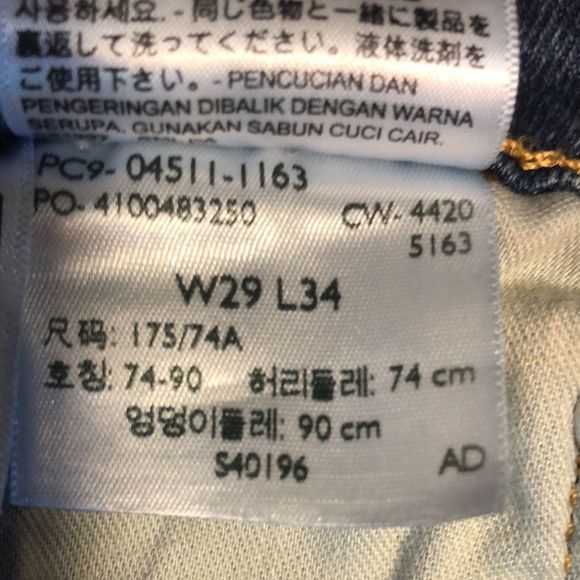 사용하세요. - 同じ色物と一緒に製品を
裏返して洗ってください。液体洗剤を
ご使用下さい。- PENCUCIAN DAN
PENGERINGAN DIBALIK DENGAN WARNA
SERUPA. GUNAKAN SABUN CUCI CAIR.
PC9- 04511-1163
PO- 4100483250 CW- 4420
5163
W29 L34
尺码: 175/74A
호칭: 74-90 허리둘레: 74 cm
엉덩이둘레: 90 cm
S40196 AD